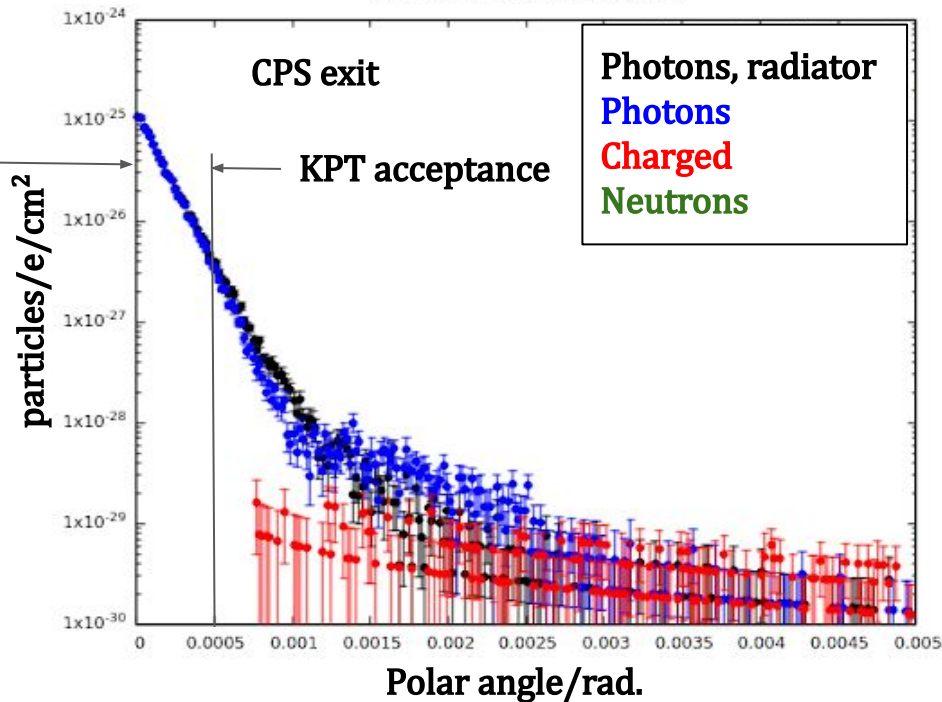 1x10-24
CPS exit
Photons, radiator
Photons
Charged
Neutrons
1x10-25
KPT acceptance
particles/e/cm2
1x10-26
1x10-27
1x10-28
1x10-29
1x10-30
0 0.0005 0.001 0.0015 0.002 0.0025 0.003 0.0035 0.004 0.0045 0.005
Polar angle/rad.